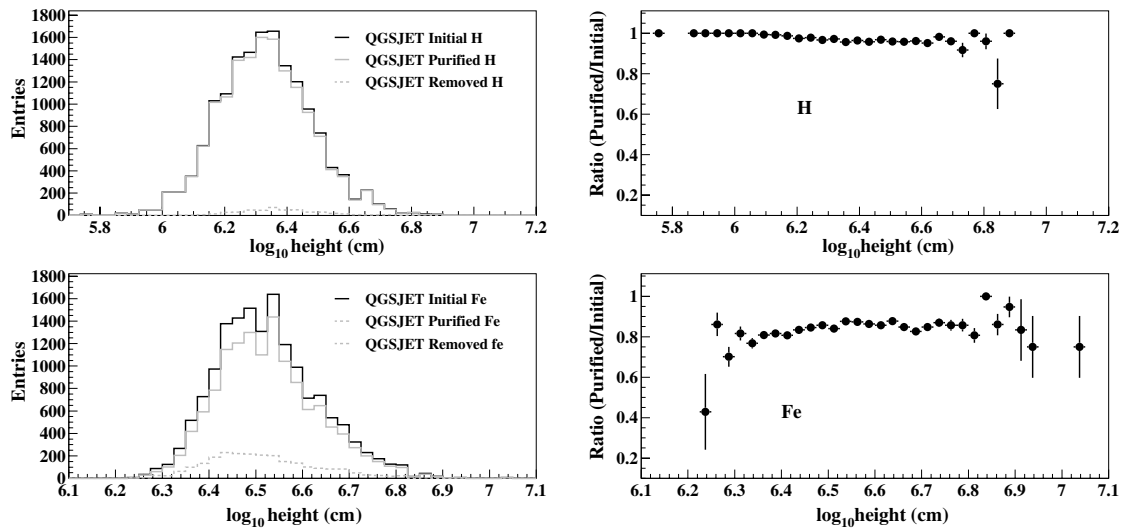 Entries
1800
1600
1400
1200
1000
800
600
400
200
0
QGSJET Initial H
QGSJET Purified H
QGSJET Removed H
5.8 6 6.2 6.4 6.6 6.8 7 7.2
log10height (cm)
Ratio (Purified/Initial)
1
0.8
0.6
0.4
0.2
H
5.8 6 6.2 6.4 6.6 6.8 7 7.2
log10height (cm)
Entries
1800
1600
1400
1200
1000
800
600
400
200
0
QGSJET Initial Fe
QGSJET Purified Fe
QGSJET Removed fe
6.1 6.2 6.3 6.4 6.5 6.6 6.7 6.8 6.9 7 7.1
log10height (cm)
Ratio (Purified/Initial)
1
0.8
0.6
0.4
0.2
Fe
6.1 6.2 6.3 6.4 6.5 6.6 6.7 6.8 6.9 7 7.1
log10height (cm)